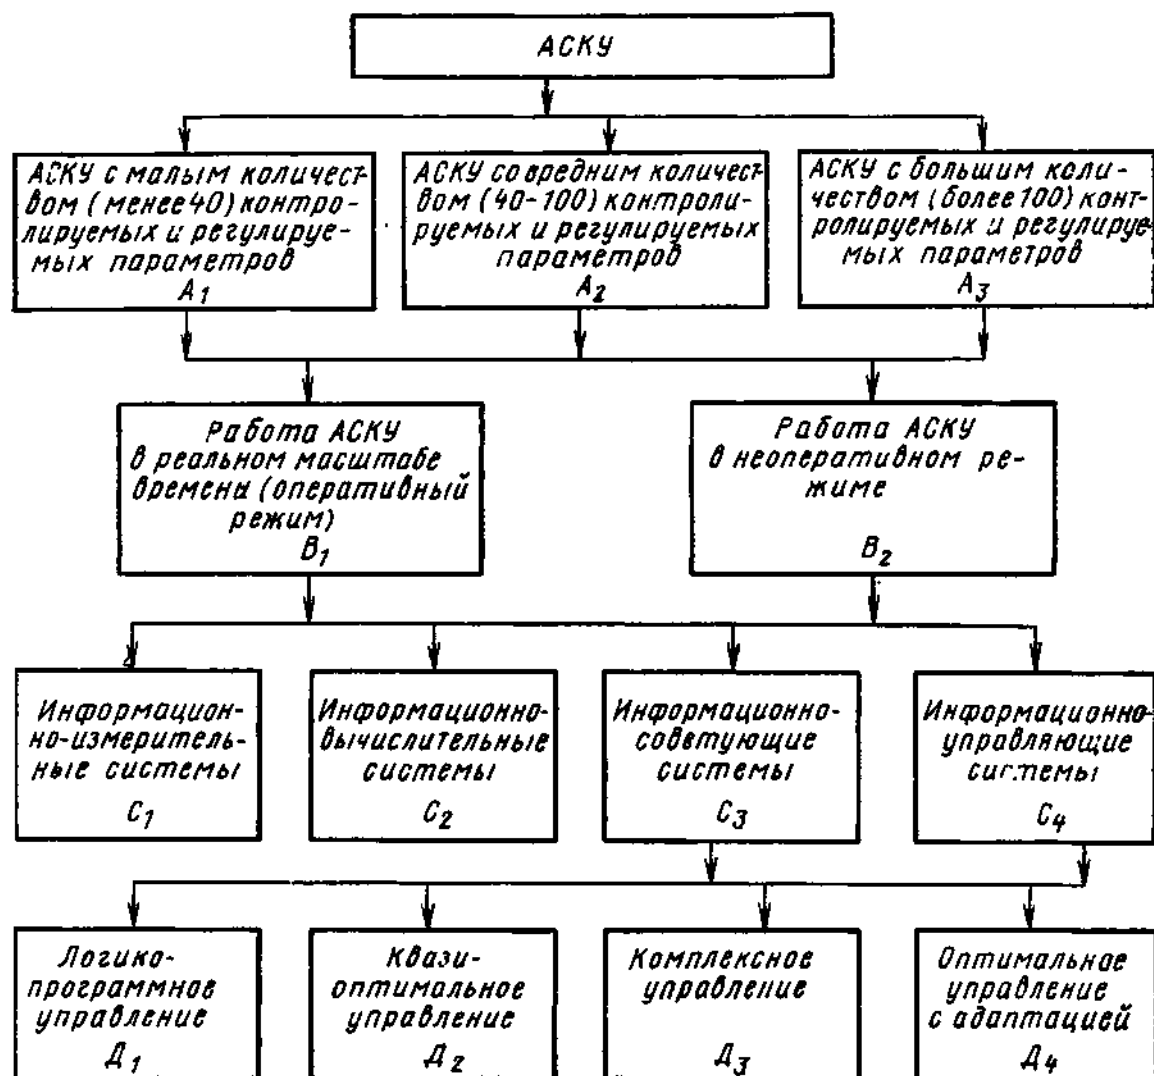 АСКУ
АСКУ с малым количест-
вом (менее 40) контро-
лируемых и регулируе-
мых параметров
А1
АСКУ со вредним количест-
вом (40-100) контроли-
руемых и регулируемых
параметров
А2
АСКУ с большим коли-
чеством (более 100) конт-
ролируемых и регулируе-
мых параметров
А3
Работа АСКУ
в реальном масштабе
времени (оперативный
режим)
В1
Работа АСКУ
в неоперативном ре-
жиме
В2
Информацион-
но-измеритель-
ные системы
С1
Информационно-
вычислительные
системы
С2
Информационно-
советующие
системы
С3
Информационно-
управляющие
системы
С4
Логико-
программное
управление
Д1
Квази-
оптимальное
управление
Д2
Комплексное
управление
Д3
Оптимальное
управление
с адаптацией
Д4